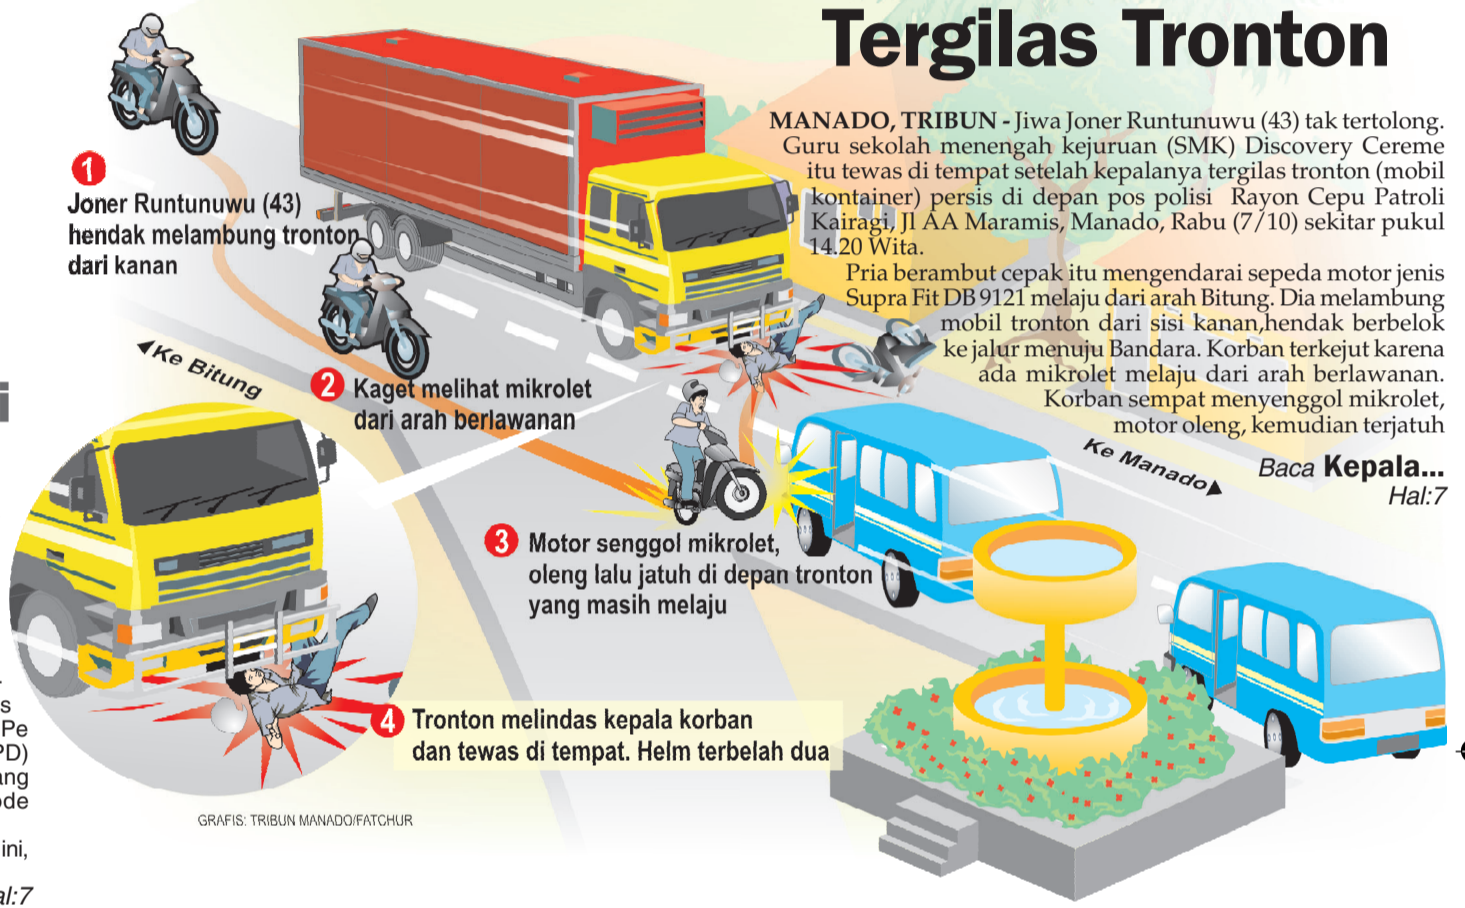 Tergilas Tronton
MANADO, TRIBUN - Jiwa Joner Runtunuwu (43) tak tertolong.
Guru sekolah menengah kejuruan (SMK) Discovery Cereme
itu tewas di tempat setelah kepalanya tergilas tronton (mobil
kontainer) persis di depan pos polisi Rayon Cepu Patroli
Kairagi, Jl AA Maramis, Manado, Rabu (7/10) sekitar pukul
14.20 Wita.
Pria berambut cepak itu mengendarai sepeda motor jenis
Supra Fit DB 9121 melaju dari arah Bitung. Dia melambung
mobil tronton dari sisi kanan,hendak berbelok
ke jalur menuju Bandara. Korban terkejut karena
ada mikrolet melaju dari arah berlawanan.
Korban sempat menyenggol mikrolet,
motor oleng, kemudian terjatuh
Baca Kepala...
Hal:7
1
Joner Runtunuwu (43)
hendak melambung tronton
dari kanan
Ke Bitung
2 Kaget melihat mikrolet
dari arah berlawanan
Ke Manado
3 Motor senggol mikrolet,
oleng lalu jatuh di depan tronton
yang masih melaju
4 Tronton melindas kepala korban
dan tewas di tempat. Helm terbelah dua
GRAFIS: TRIBUN MANADO/FATCHUR
i
s
Pe
PD)
ang
ode
ini,
al:7